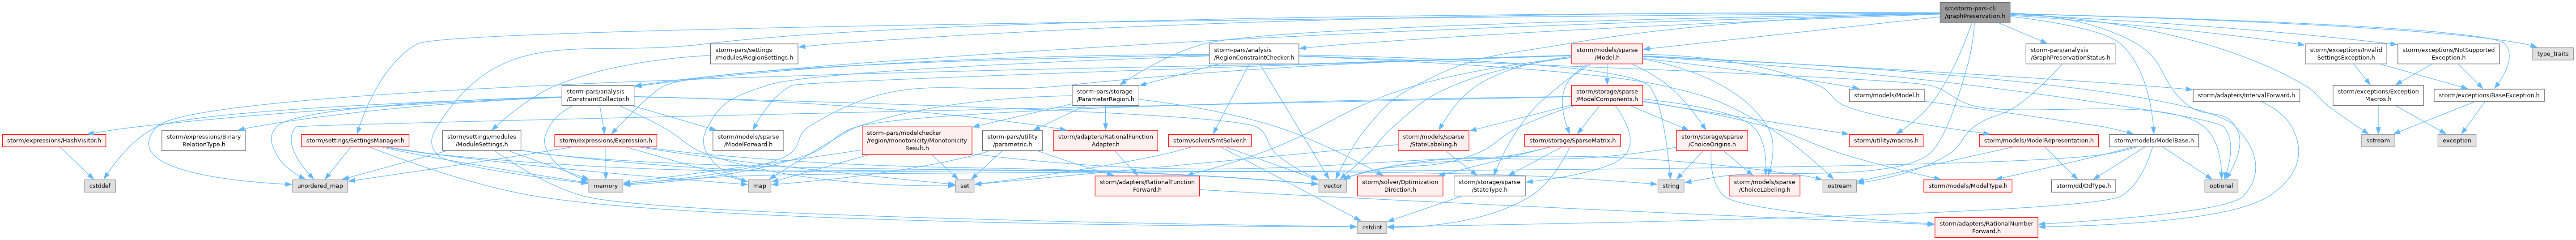 src/storm-pars-cli
/graphPreservation.h
storm-pars/settings
/modules/RegionSettings.h
storm-pars/analysis
/RegionConstraintChecker.h
storm/models/sparse
/Model.h
storm-pars/analysis
/GraphPreservationStatus.h
storm/exceptions/Invalid
SettingsException.h
storm/exceptions/NotSupported
Exception.h
type_traits
storm-pars/analysis
/ConstraintCollector.h
storm-pars/storage
/ParameterRegion.h
storm/storage/sparse
/ModelComponents.h
storm/models/Model.h
storm/adapters/IntervalForward.h
storm/exceptions/Exception
Macros.h
storm/exceptions/BaseException.h
storm/expressions/HashVisitor.h
storm/expressions/Binary
RelationType.h
storm/settings/SettingsManager.h
storm/settings/modules
/ModuleSettings.h
storm/expressions/Expression.h
storm/models/sparse
/ModelForward.h
storm-pars/modelchecker
/region/monotonicity/Monotonicity
Result.h
storm-pars/utility
/parametric.h
storm/adapters/RationalFunction
Adapter.h
storm/solver/SmtSolver.h
storm/models/sparse
/StateLabeling.h
storm/storage/SparseMatrix.h
storm/storage/sparse
/ChoiceOrigins.h
storm/utility/macros.h
storm/models/ModelRepresentation.h
storm/models/ModelBase.h
sstream
exception
cstddef
unordered_map
memory
map
storm/adapters/RationalFunction
Forward.h
set
vector
storm/solver/Optimization
Direction.h
storm/storage/sparse
/StateType.h
string
storm/models/sparse
/ChoiceLabeling.h
ostream
storm/models/ModelType.h
storm/dd/DdType.h
optional
cstdint
storm/adapters/RationalNumber
Forward.h